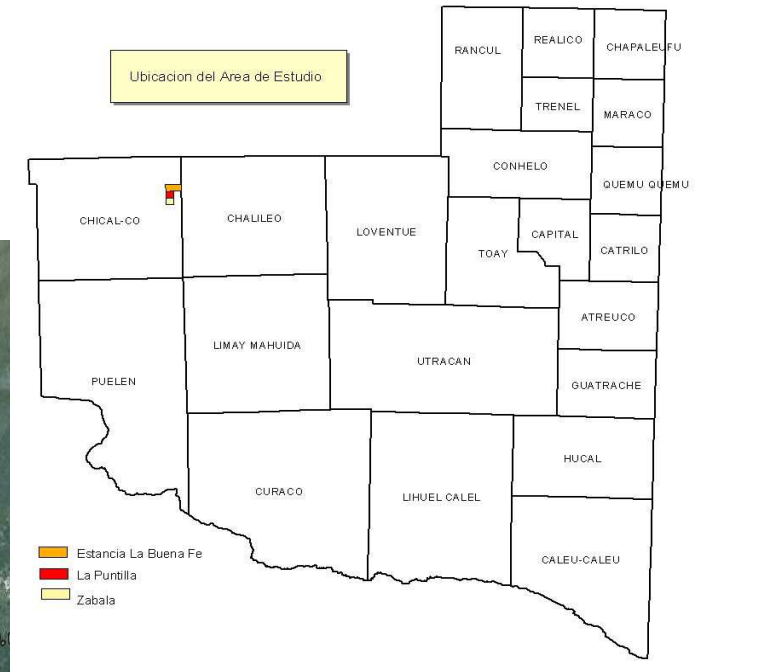 Ubicacion del Area de Estudio
RANCUL
REALICO
CHAPALEUFU
TRENEL
MARACO
CONHELO
QUEMU QUEMU
CHICAL-CO
CHALILEO
LOVENTUE
TOAY
CAPITAL
CATRILO
ATREUCO
PUELEN
LIMAY MAHUIDA
UTRACAN
GUATRACHE
CURACO
LIHUEL CALEL
HUCAL
CALEU-CALEU
Estancia La Buena Fe
La Puntilla
Zabala